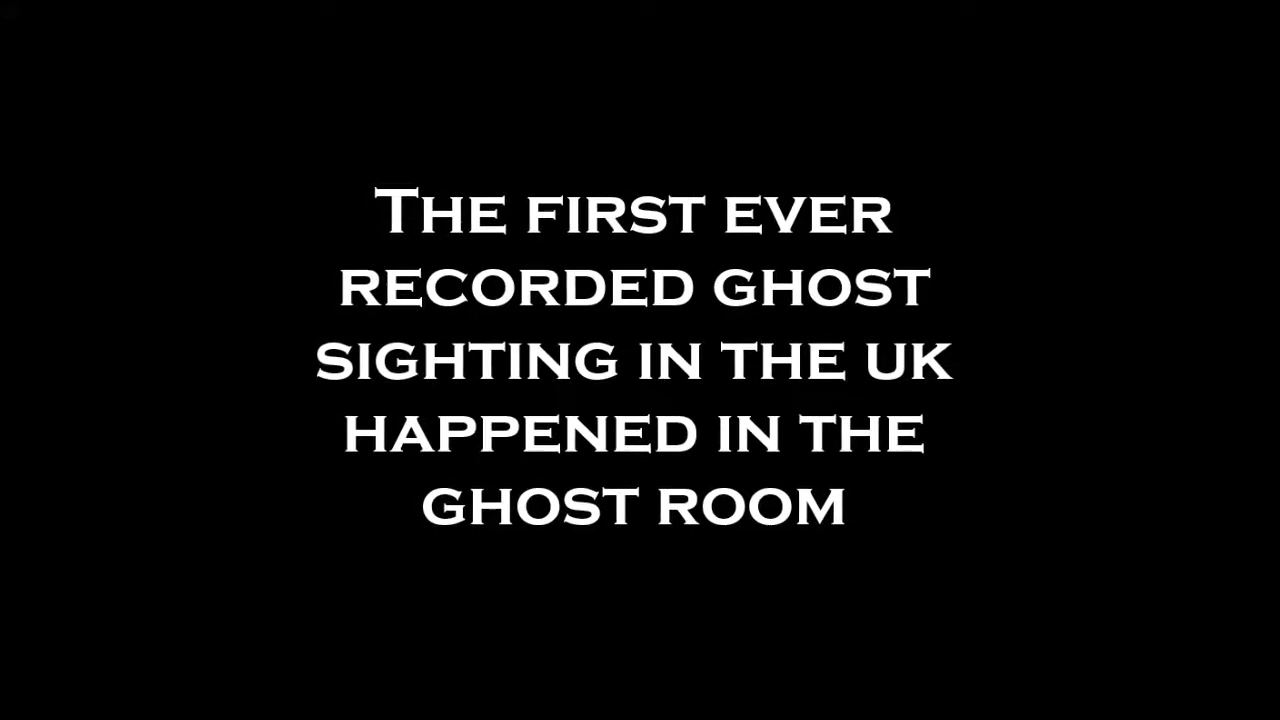 The first ever
recorded ghost
sighting in the uk
happened in the
ghost room